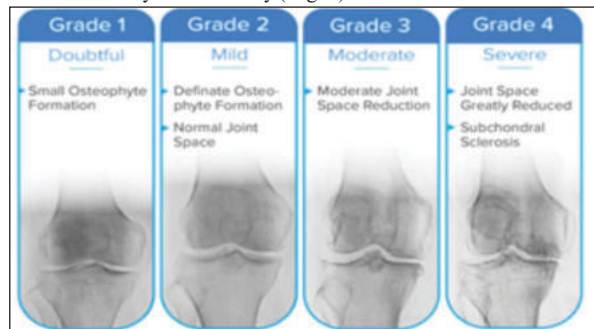 Grade 1
Doubtful
Small Osteophyte
Formation
Grade 2
Mild
Definate Osteo-
phyte Formation
Normal Joint
Space
Grade 3
Moderate
Moderate Joint
Space Reduction
Grade 4
Severe
Joint Space
Greatly Reduced
Subchondral
Sclerosis